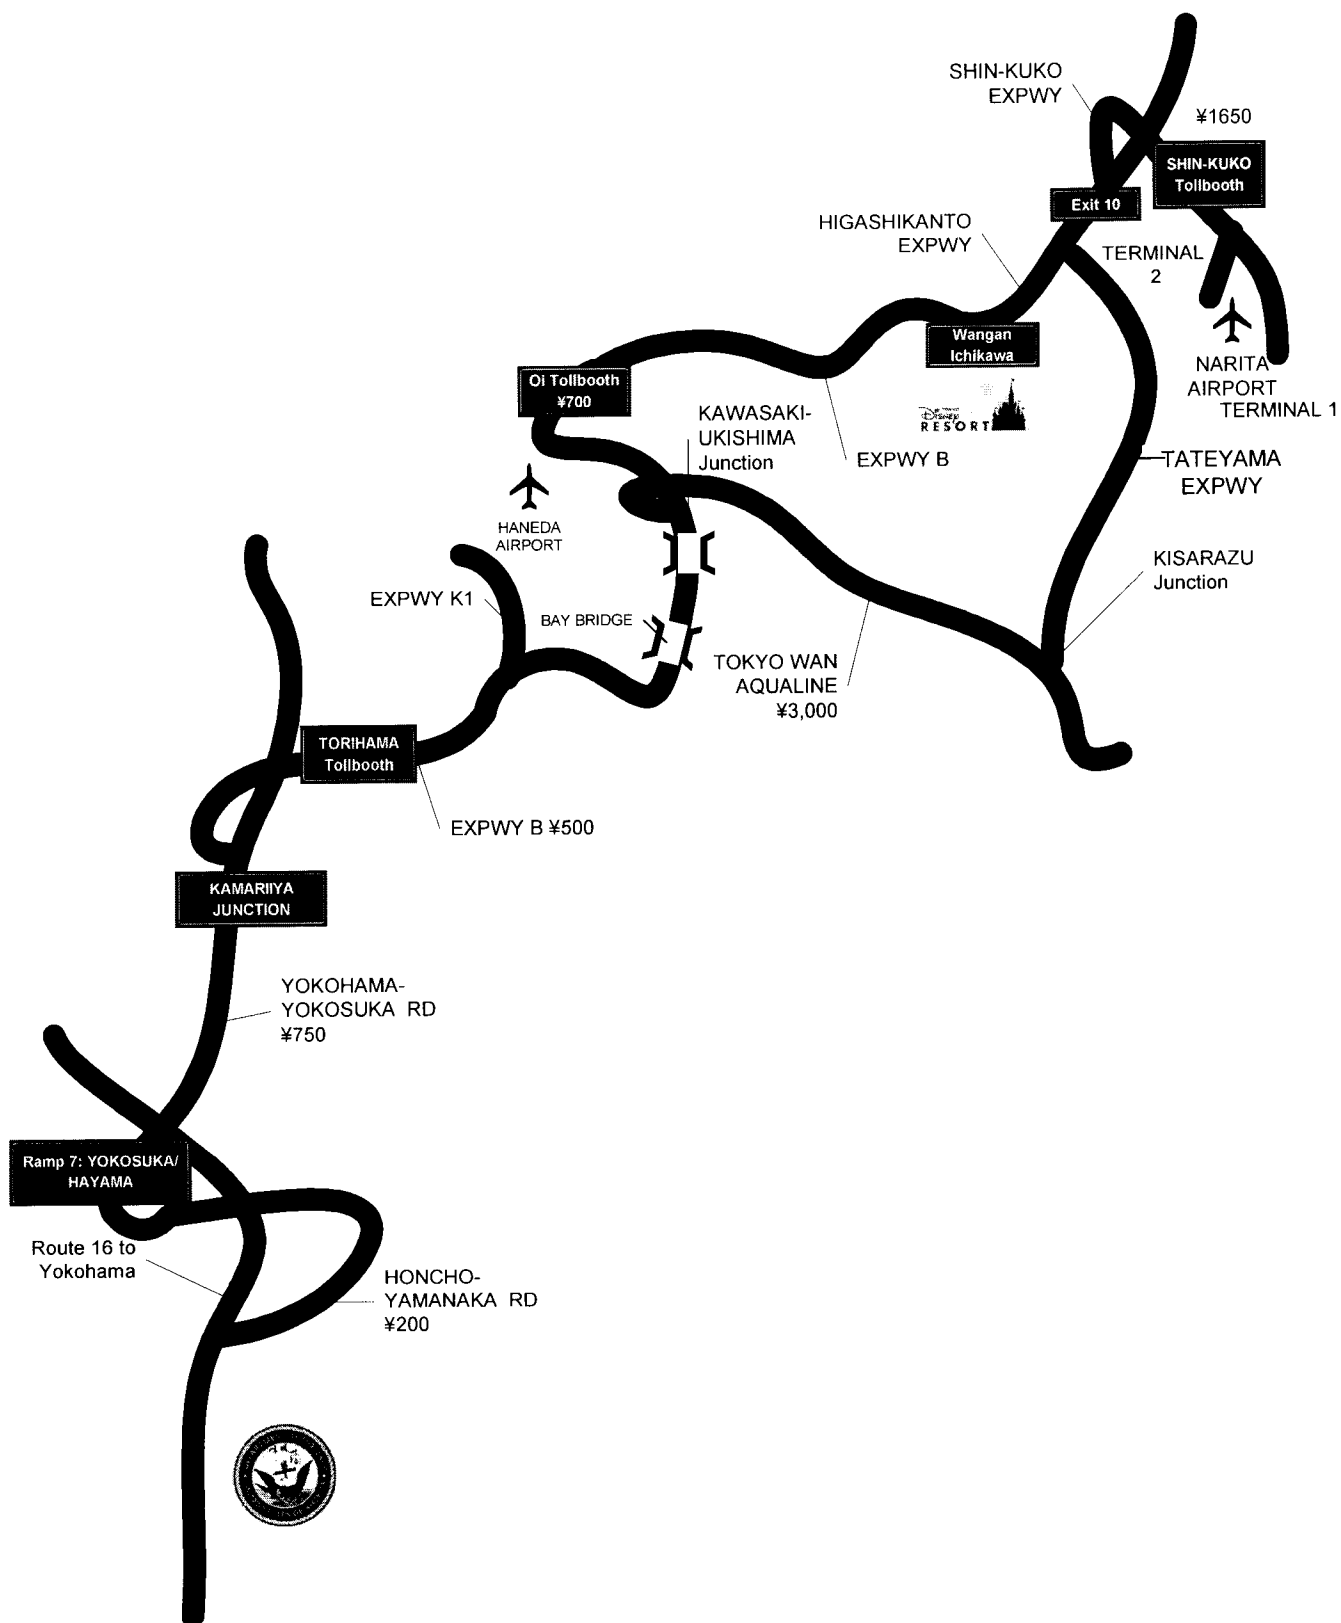 SHIN-KUKO
EXPWY
¥1650
SHIN-KUKO
Tollbooth
Exit 10
HIGASHIKANTO
EXPWY
TERMINAL
2
Wangan
Ichikawa
NARITA
AIRPORT
TERMINAL 1
Oi Tollbooth
¥700
KAWASAKI-
UKISHIMA
Junction
Disney
RESORT
EXPWY B
TATEYAMA
EXPWY
HANEDA
AIRPORT
KISARAZU
Junction
EXPWY K1
BAY BRIDGE
TOKYO WAN
AQUALINE
¥3,000
TORIHAMA
Tollbooth
EXPWY B ¥500
KAMARIIYA
JUNCTION
YOKOHAMA-
YOKOSUKA RD
¥750
Ramp 7: YOKOSUKA/
HAYAMA
Route 16 to
Yokohama
HONCHO-
YAMANAKA RD
¥200